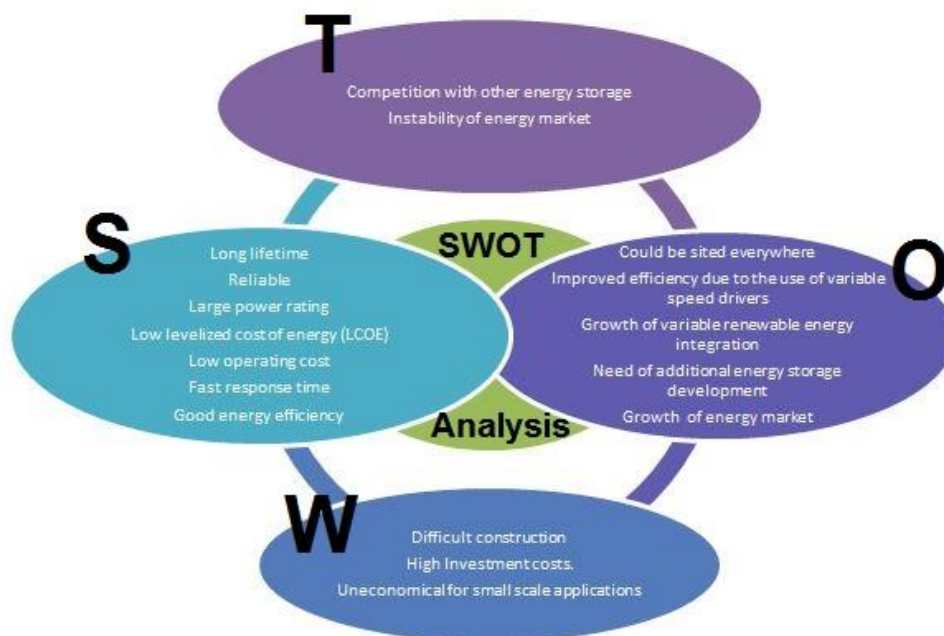 T
Competition with other energy storage
Instability of energy market
S
Long lifetime
Reliable
Large power rating
Low levelized cost of energy (LCOE)
Low operating cost
Fast response time
Good energy efficiency
SWOT
Analysis
O
Could be sited everywhere
Improved efficiency due to the use of variable
speed drivers
Growth of variable renewable energy
integration
Need of additional energy storage
development
Growth of energy market
W
Difficult construction
High Investment costs.
Uneconomical for small scale applications